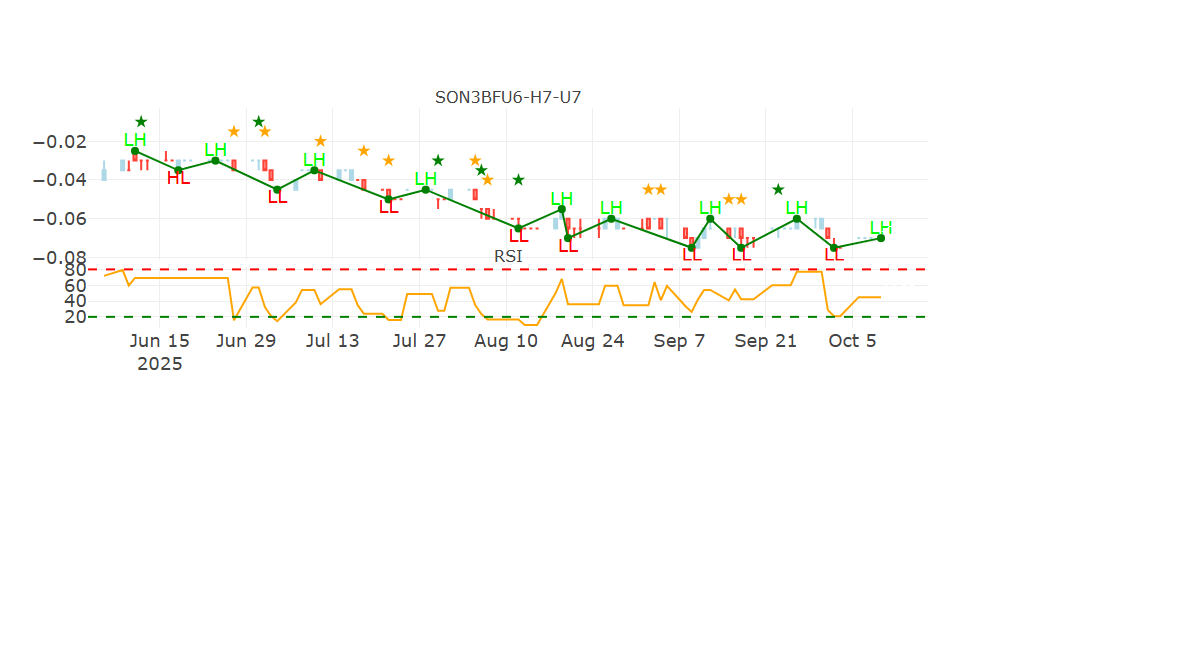 SON3BFU6-H7-U7
−0.02
−0.04
−0.06
−0.08
LH
HL
LH
LL
LH
LL
LH
LL
LH
LL
LH
LL
LH
LL
LH
LL
LH
RSI
80
60
40
20
Jun 15
2025
Jun 29
Jul 13
Jul 27
Aug 10
Aug 24
Sep 7
Sep 21
Oct 5